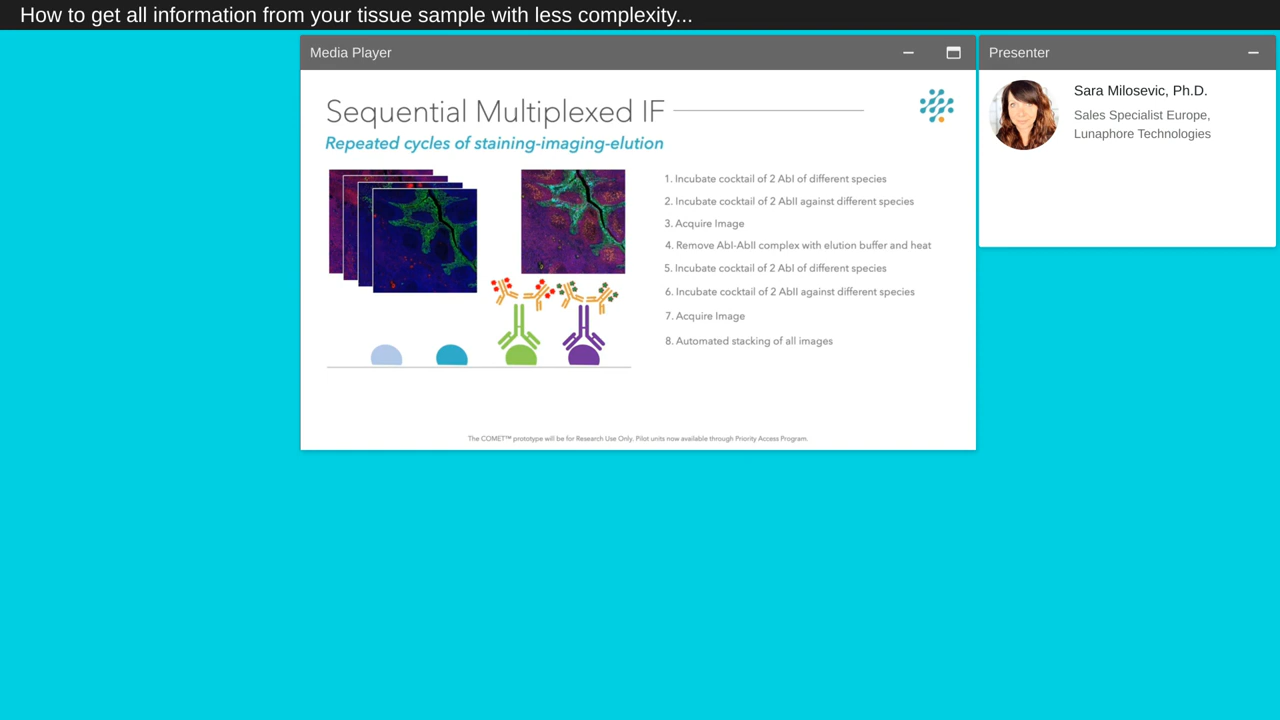 How to get all information from your tissue sample with less complexity...
Media Player
Presenter
Sequential Multiplexed IF
Repeated cycles of staining-imaging-elution
1. Incubate cocktail of 2 AbI of different species
2. Incubate cocktail of 2 AbII against different species
3. Acquire Image
4. Remove AbI-AbII complex with elution buffer and heat
5. Incubate cocktail of 2 AbI of different species
6. Incubate cocktail of 2 AbII against different species
7. Acquire Image
8. Automated stacking of all images
The COMET™ prototype will be for Research Use Only. Pilot units now available through Priority Access Program.
Sara Milosevic, Ph.D.
Sales Specialist Europe,
Lunaphore Technologies